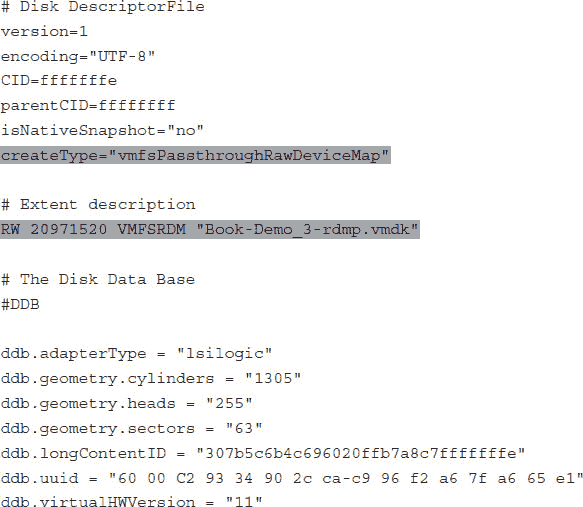 # Disk DescriptorFile
version=1
encoding="UTF-8"
CID=fffffffe
parentCID=ffffffff
isNativeSnapshot="no"
createType="vmfsPassthroughRawDeviceMap"
# Extent description
RW 20971520 VMFSRDM "Book-Demo_3-rdmp.vmdk"
# The Disk Data Base
#DDB
ddb.adapterType = "lsilogic"
ddb.geometry.cylinders = "1305"
ddb.geometry.heads = "255"
ddb.geometry.sectors = "63"
ddb.longContentID = "307b5c6b4c696020ffb7a8c7fffffffe"
ddb.uuid = "60 00 C2 93 34 90 2c ca-c9 96 f2 a6 7f a6 65 e1"
ddb.virtualHWVersion = "11"